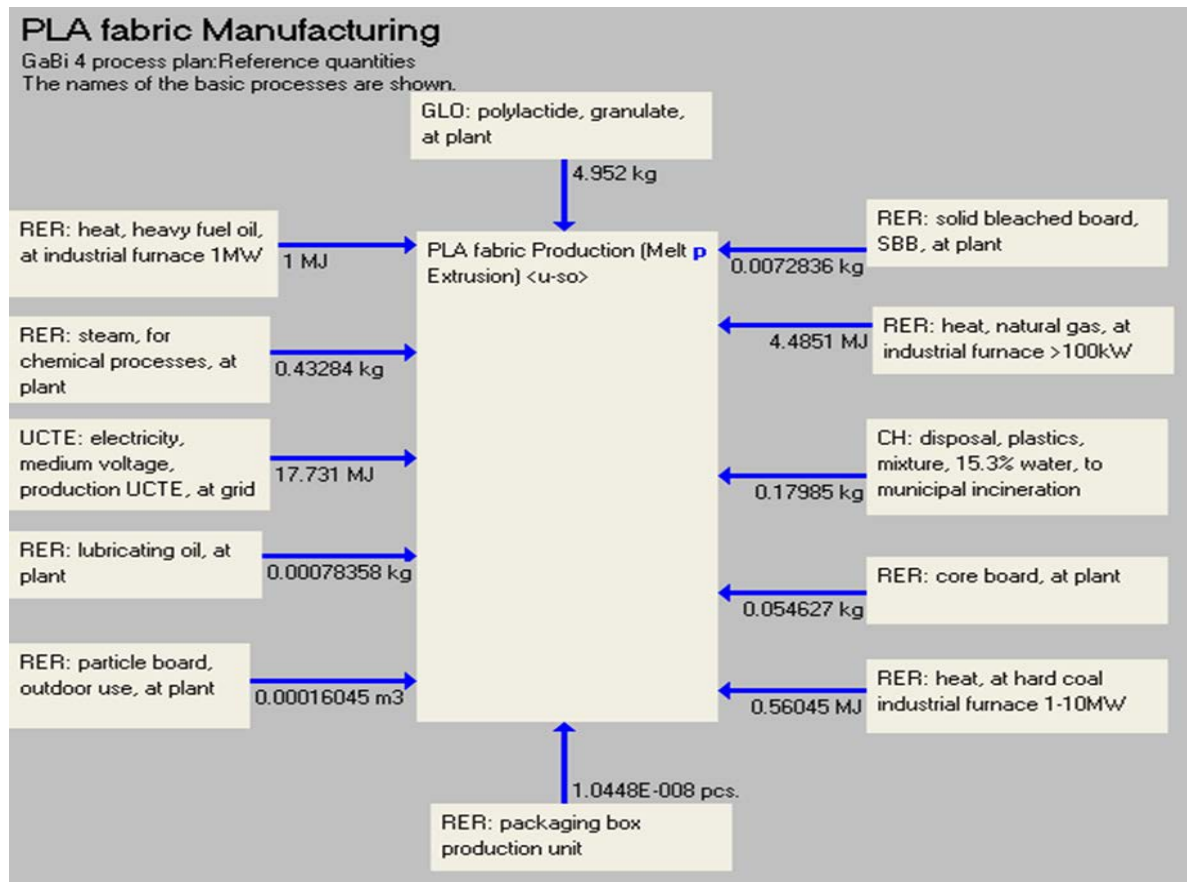 PLA fabric Manufacturing
GaBi 4 process plan:Reference quantities
The names of the basic processes are shown.
GLO: polylactide, granulate,
at plant
4.952 kg
RER: heat, heavy fuel oil,
at industrial furnace 1MW
1 MJ
RER: steam, for
chemical processes, at
plant
0.43284 kg
UCTE: electricity,
medium voltage,
production UCTE, at grid
17.731 MJ
RER: lubricating oil, at
plant
0.00078358 kg
RER: particle board,
outdoor use, at plant
0.00016045 m3
PLA fabric Production (Melt p
Extrusion) <u-so>
RER: solid bleached board,
SBB, at plant
0.0072836 kg
RER: heat, natural gas, at
industrial furnace >100kW
4.4851 MJ
CH: disposal, plastics,
mixture, 15.3% water, to
municipal incineration
0.17985 kg
RER: core board, at plant
0.054627 kg
RER: heat, at hard coal
industrial furnace 1-10MW
0.56045 MJ
1.0448E-008 pcs.
RER: packaging box
production unit